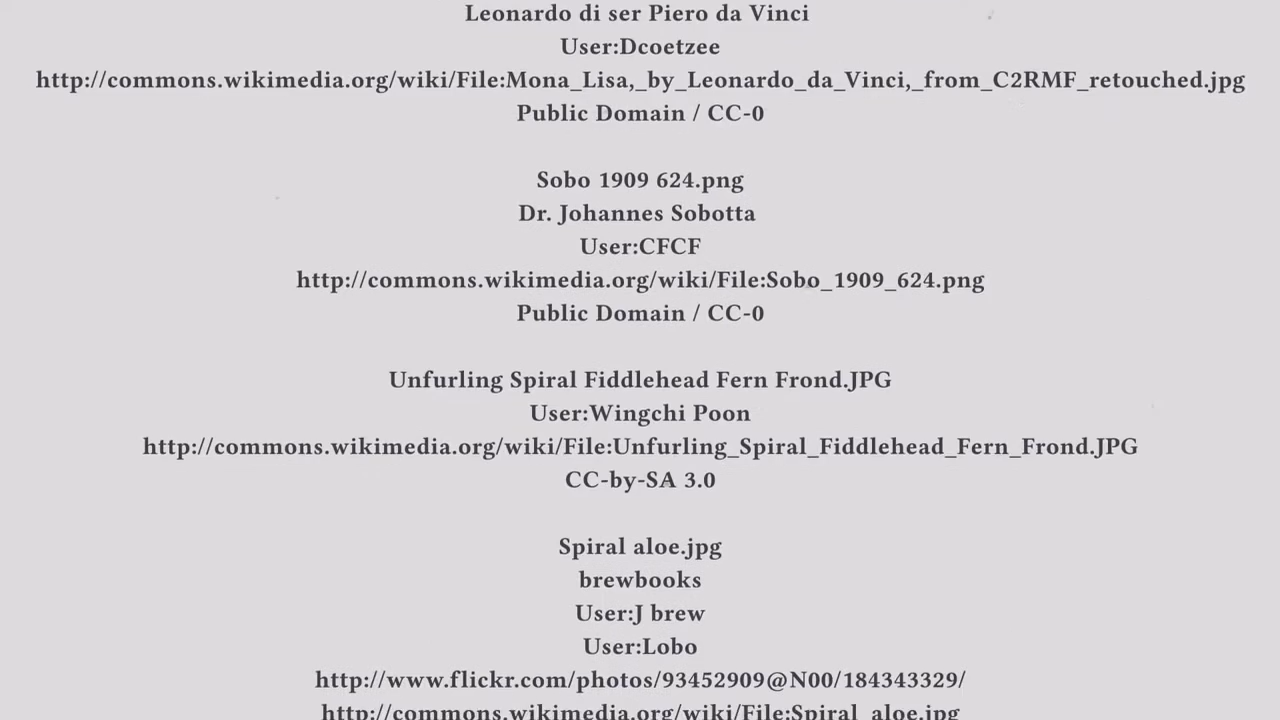 Leonardo di ser Piero da Vinci
User:Dcoetzee
http://commons.wikimedia.org/wiki/File:Mona_Lisa,_by_Leonardo_da_Vinci,_from_C2RMF_retouched.jpg
Public Domain / CC-0
Sobo 1909 624.png
Dr. Johannes Sobotta
User:CFCF
http://commons.wikimedia.org/wiki/File:Sobo_1909_624.png
Public Domain / CC-0
Unfurling Spiral Fiddlehead Fern Frond.JPG
User:Wingchi Poon
http://commons.wikimedia.org/wiki/File:Unfurling_Spiral_Fiddlehead_Fern_Frond.JPG
CC-by-SA 3.0
Spiral aloe.jpg
brewbooks
User:J brew
User:Lobo
http://www.flickr.com/photos/93452909@N00/184343329/
http://commons.wikimedia.org/wiki/File:Spiral_aloe.jpg